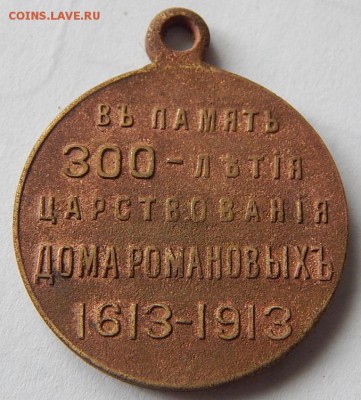 COINS.LAVE.RU
ВЪ ПАМЯТЬ
300-ЛѢТІЯ
ЦАРСТВОВАНІЯ
ДОМА РОМАНОВЫХЪ
1613-1913